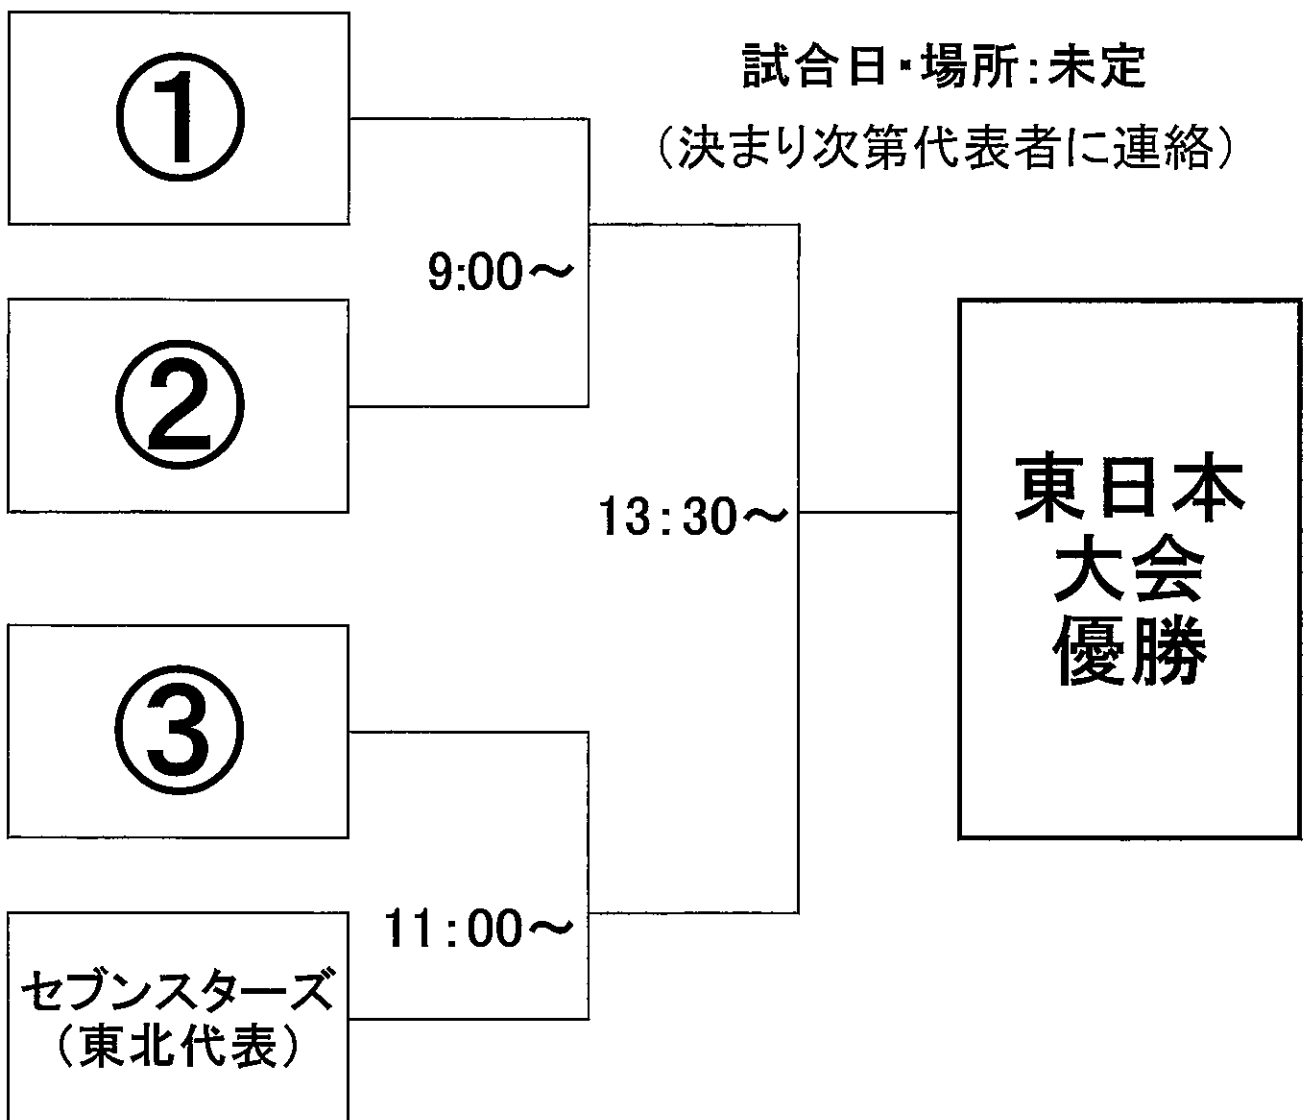 ①
試合日・場所:未定
(決まり次第代表者に連絡)
9:00～
②
13:30～
東日本
大会
優勝
③
11:00～
セブンスターズ
(東北代表)